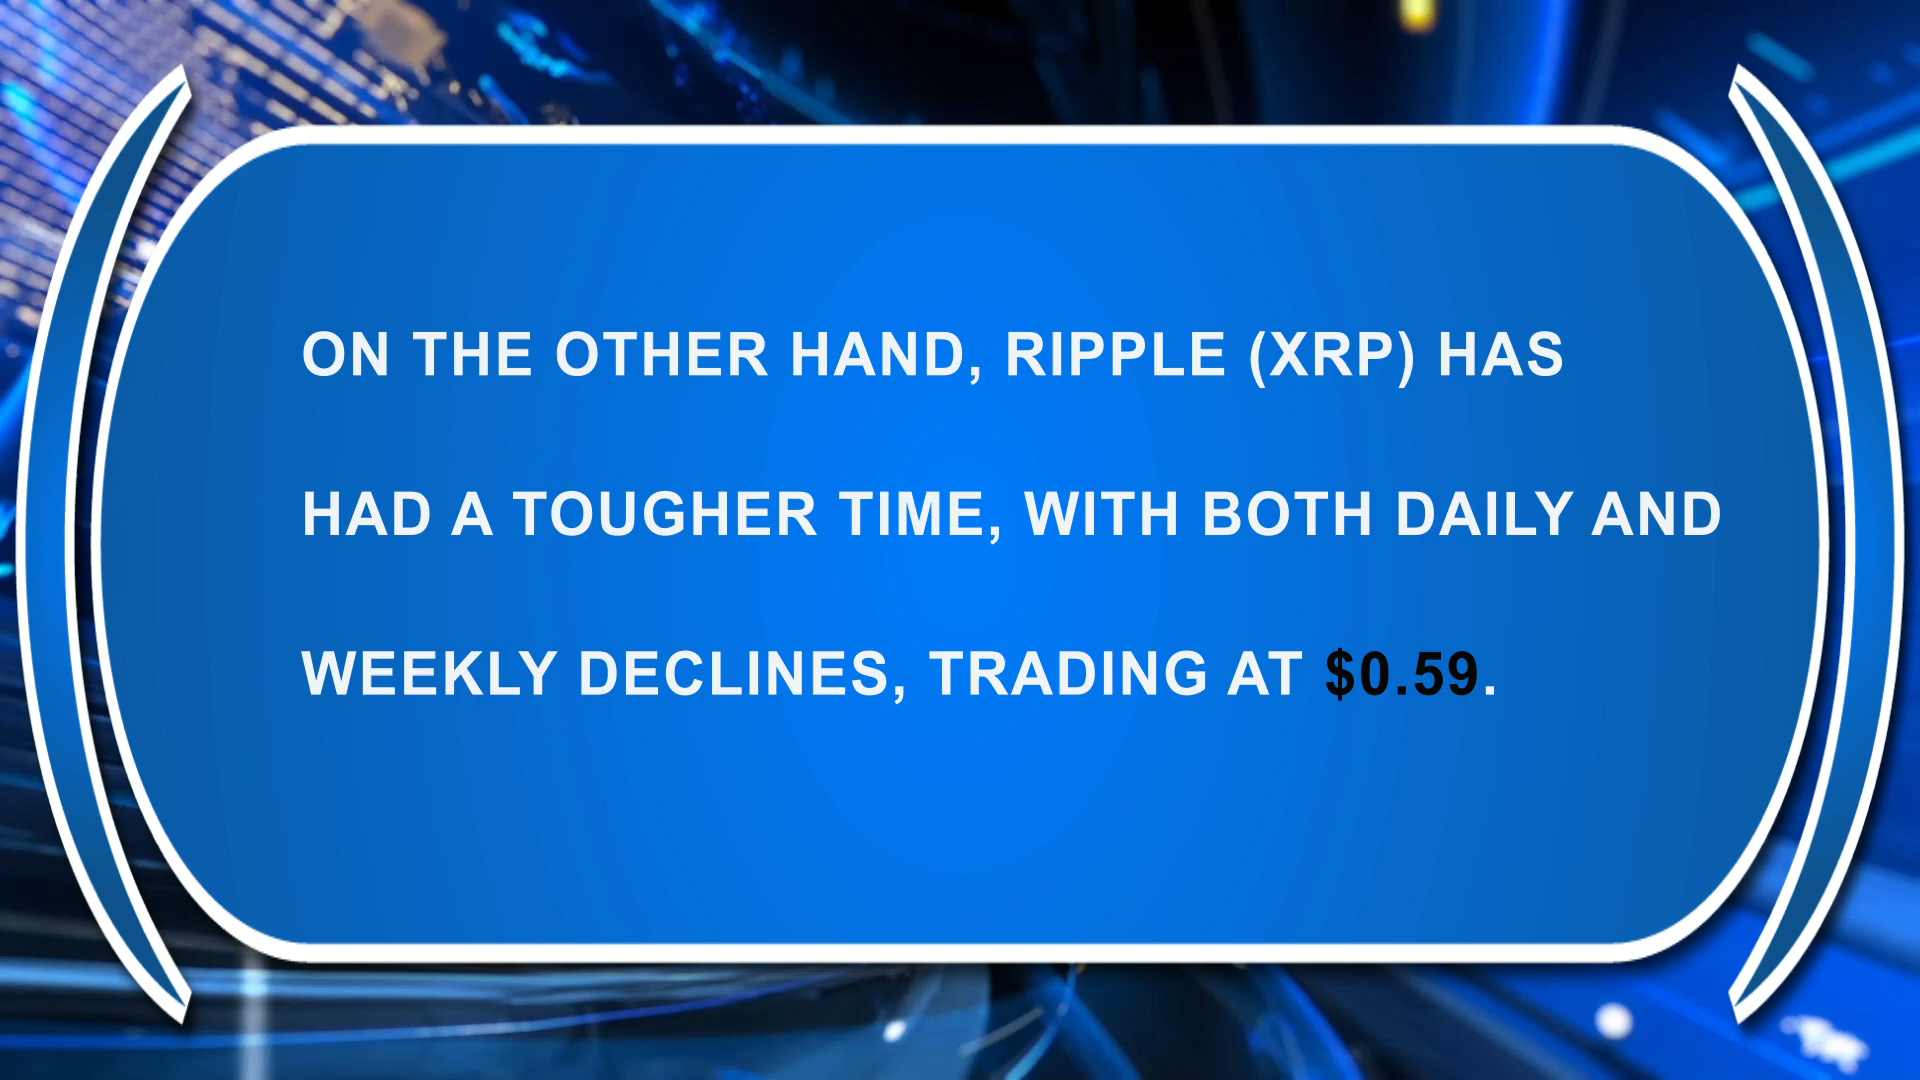 ON THE OTHER HAND, RIPPLE (XRP) HAS
HAD A TOUGHER TIME, WITH BOTH DAILY AND
WEEKLY DECLINES, TRADING AT $0.59.